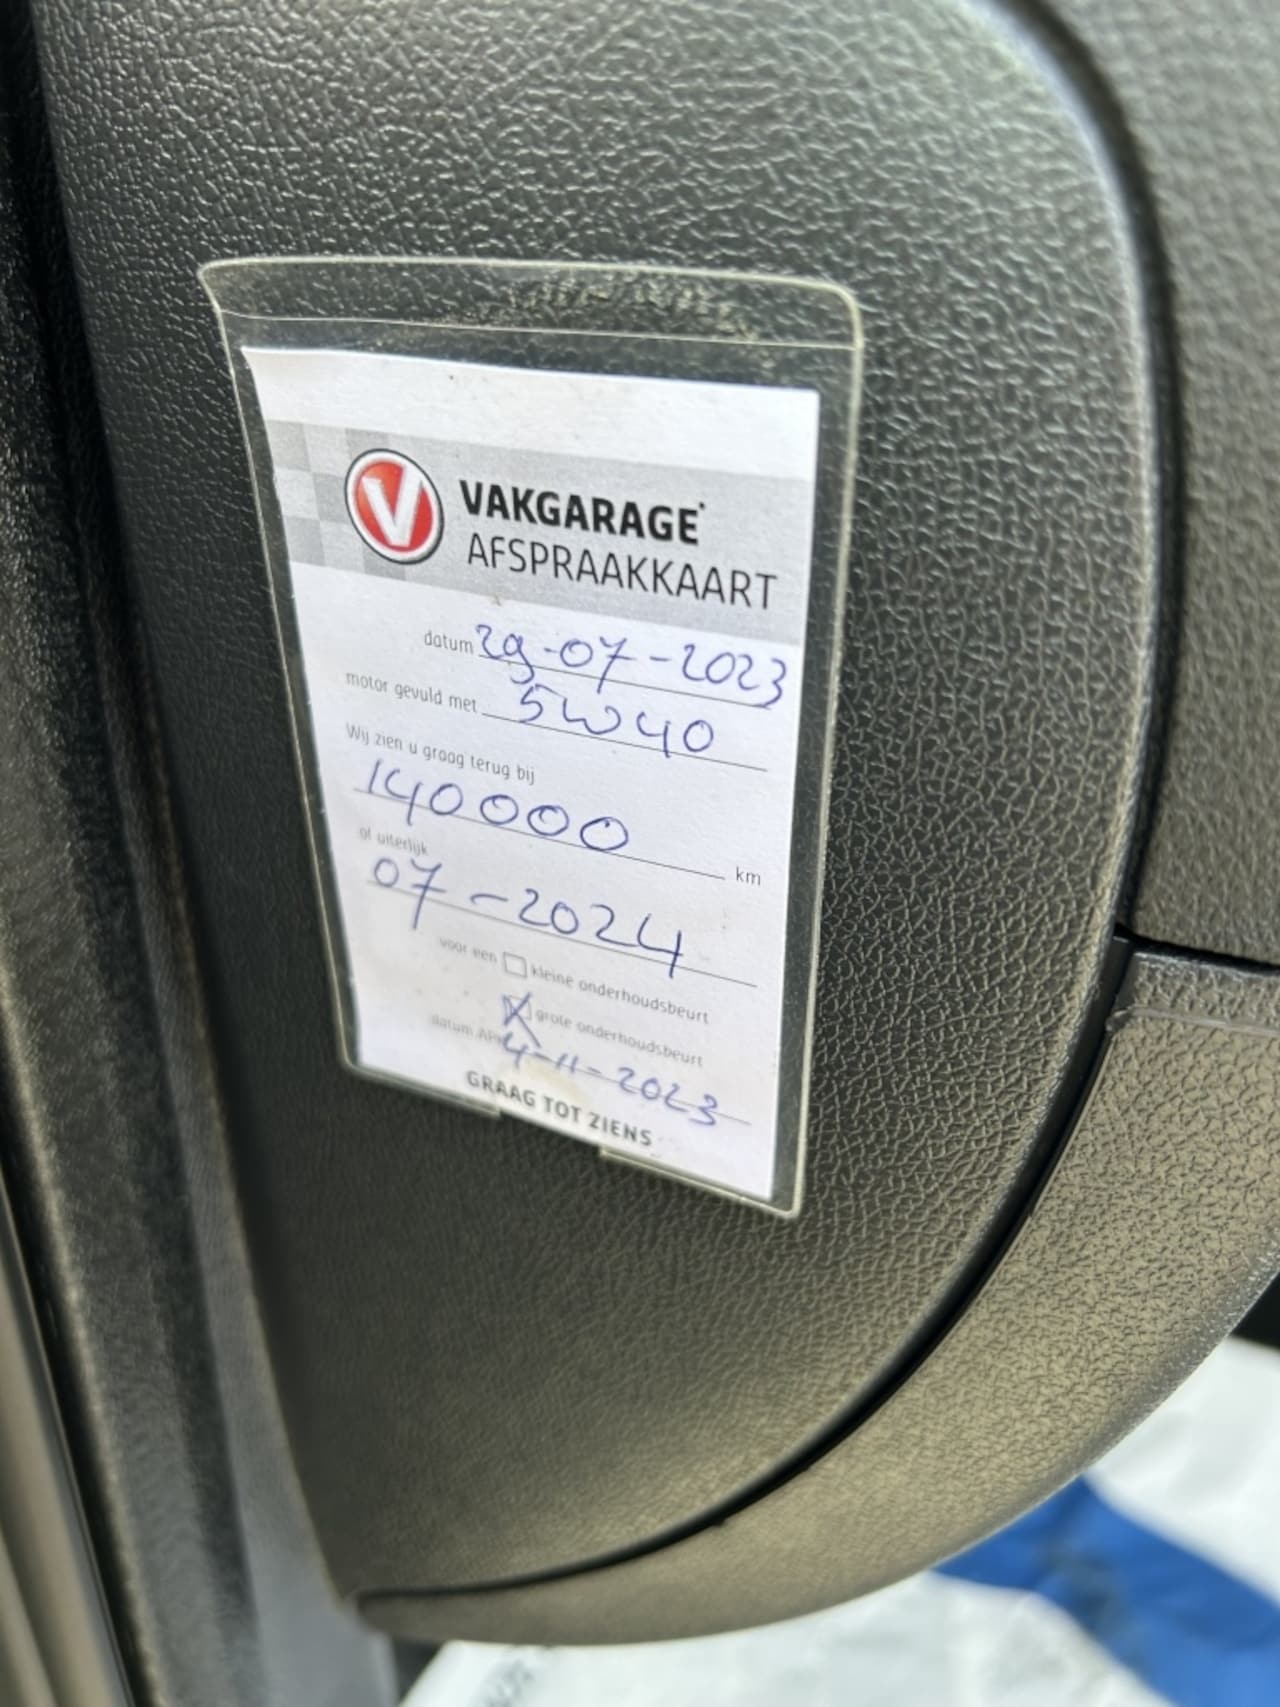 V VAKGARAGE
AFSPRAAKKAART
datum 29-07-2023
motor gevuld met 5W40
Wij zien u graag terug bij
140000 km
of uiterlijk
07-2024
voor een kleine onderhoudsbeurt
X grote onderhoudsbeurt
datum APK 4-11-2023
GRAAG TOT ZIENS